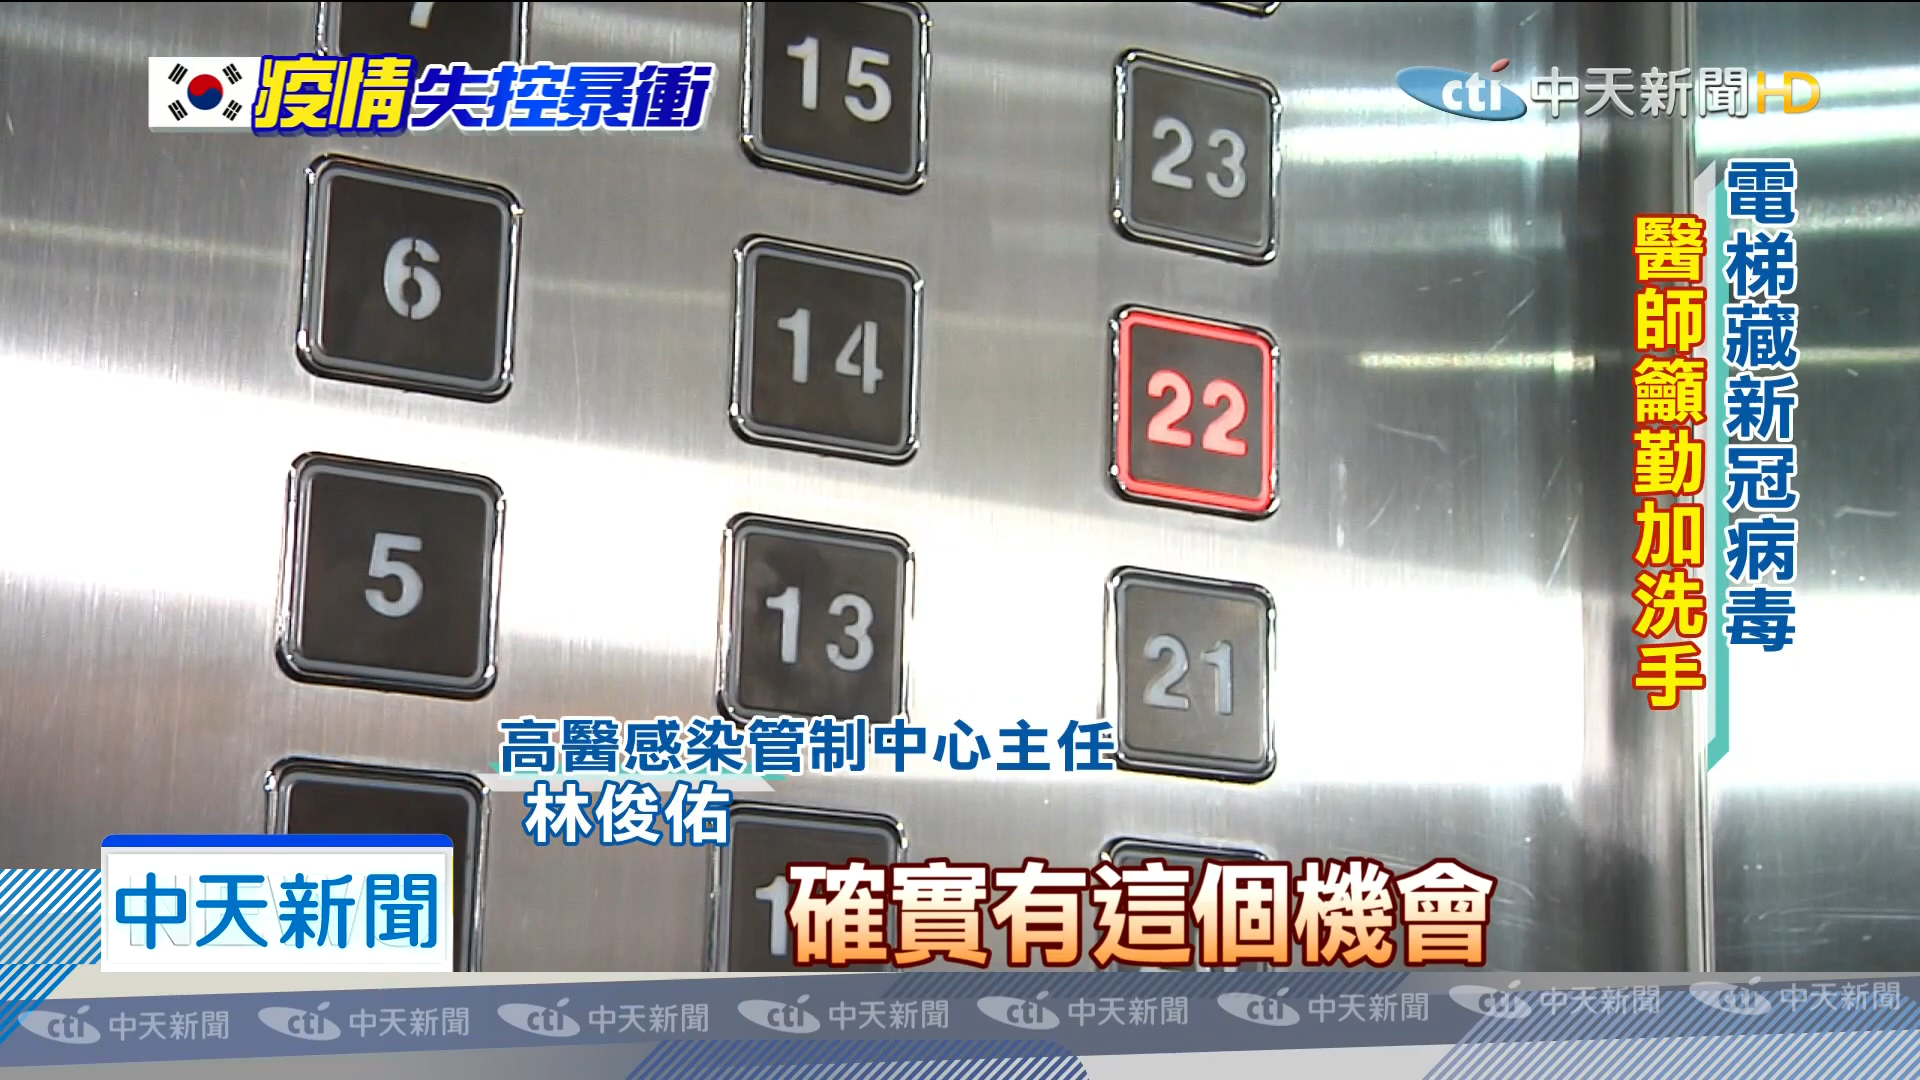 疫情失控暴衝
cti 中天新聞HD
電梯藏新冠病毒
醫師籲勤加洗手
7
15
23
6
14
22
5
13
21
高醫感染管制中心主任
林俊佑
確實有這個機會
中天新聞
NEWS
cti 中天新聞 cti 中天新聞 cti 中天新聞 cti 中天新聞 cti 中天新聞 cti 中天新聞 cti 中天新聞 cti 中天新聞